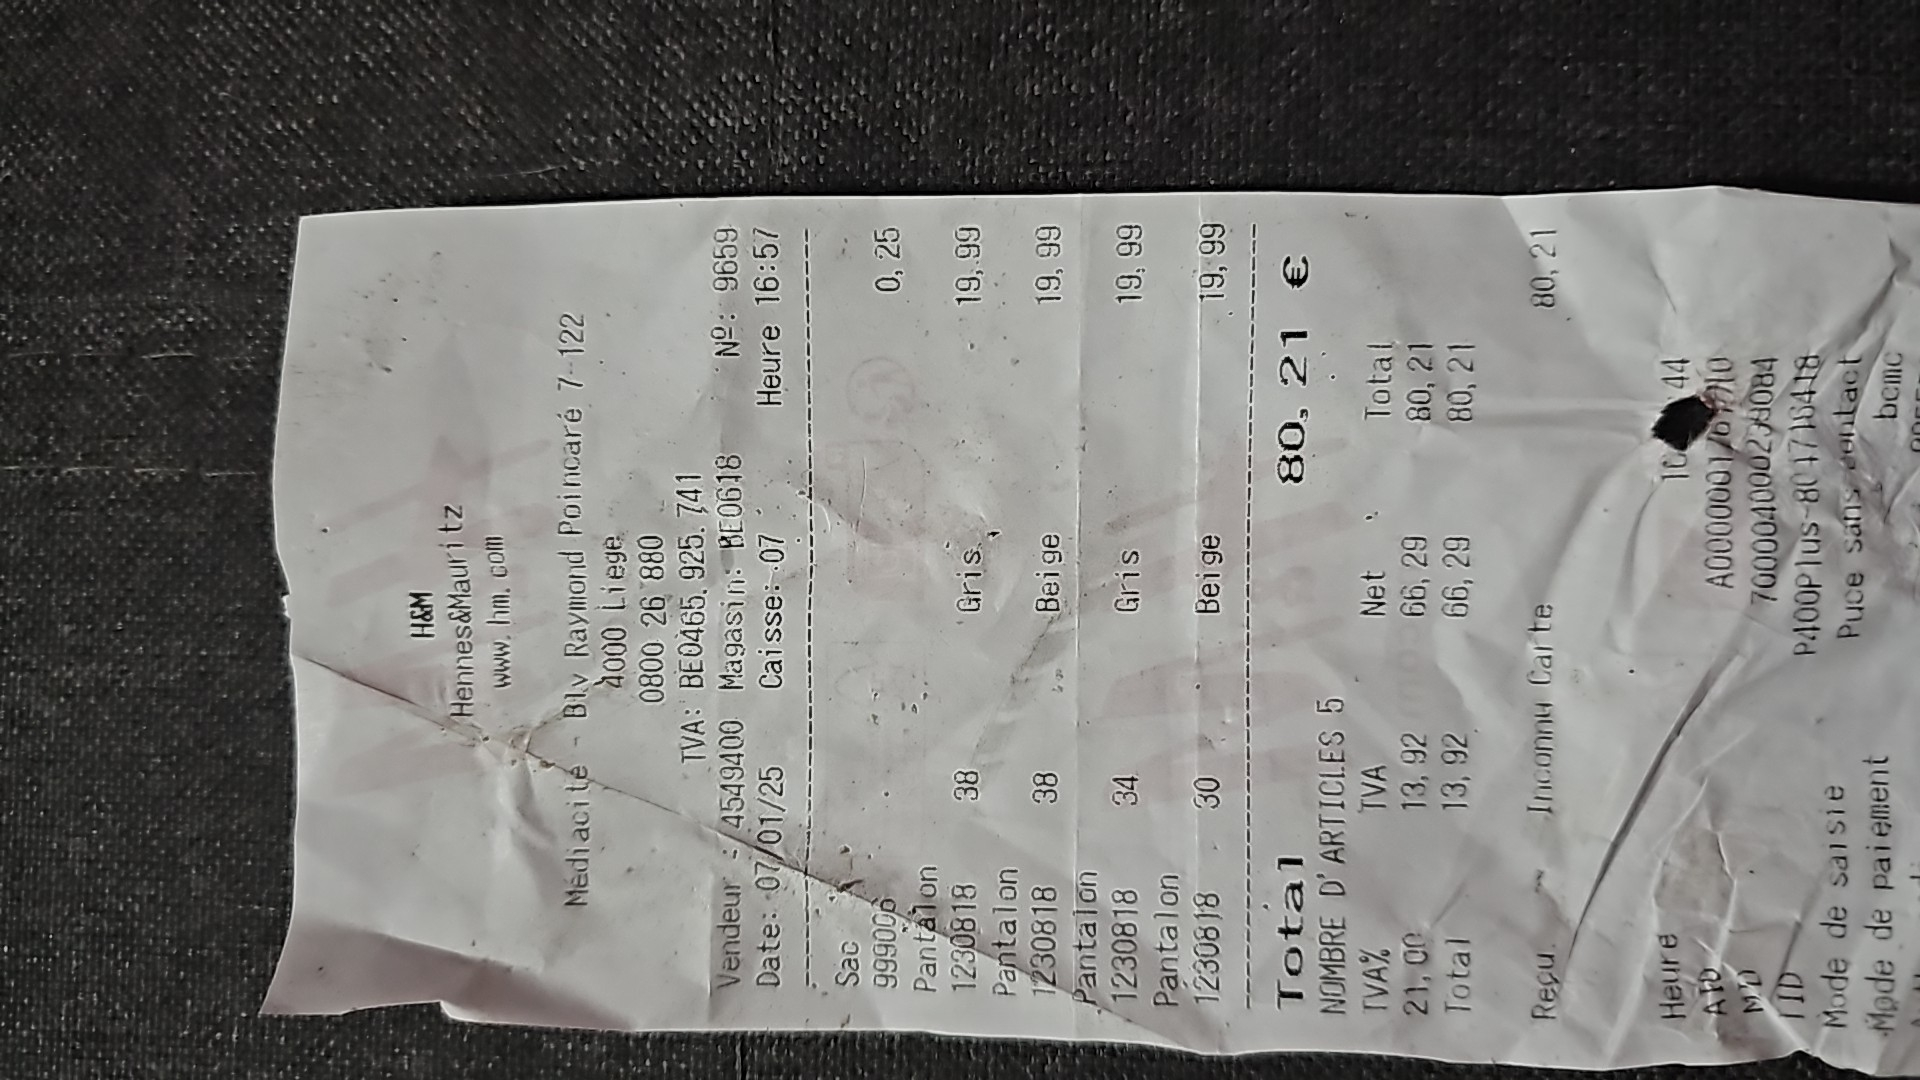 H&M
Hennes&Mauritz
www.hm.com
Médiacité - Blv Raymond Poincaré 7-122
4000 Liege
0800 26 880
TVA: BE0465.925.741
Vendeur : 4549400 Magasin: BE0618 Nº: 9659
Date: 07/01/25 Caisse: 07 Heure 16:57
Sac
999006 0,25
Pantalon
1230818 38 Gris 19,99
Pantalon
1230818 38 Beige 19,99
Pantalon
1230818 34 Gris 19,99
Pantalon
1230818 30 Beige 19,99
Total 80,21 €
NOMBRE D'ARTICLES 5
TVA% TVA Net Total
21,00 13,92 66,29 80,21
Total 13,92 66,29 80,21
Reçu Inconnu Carte 80,21
Heure 44
AID
MID
TID
Mode de saisie Puce sans contact
Mode de paiement bcmc